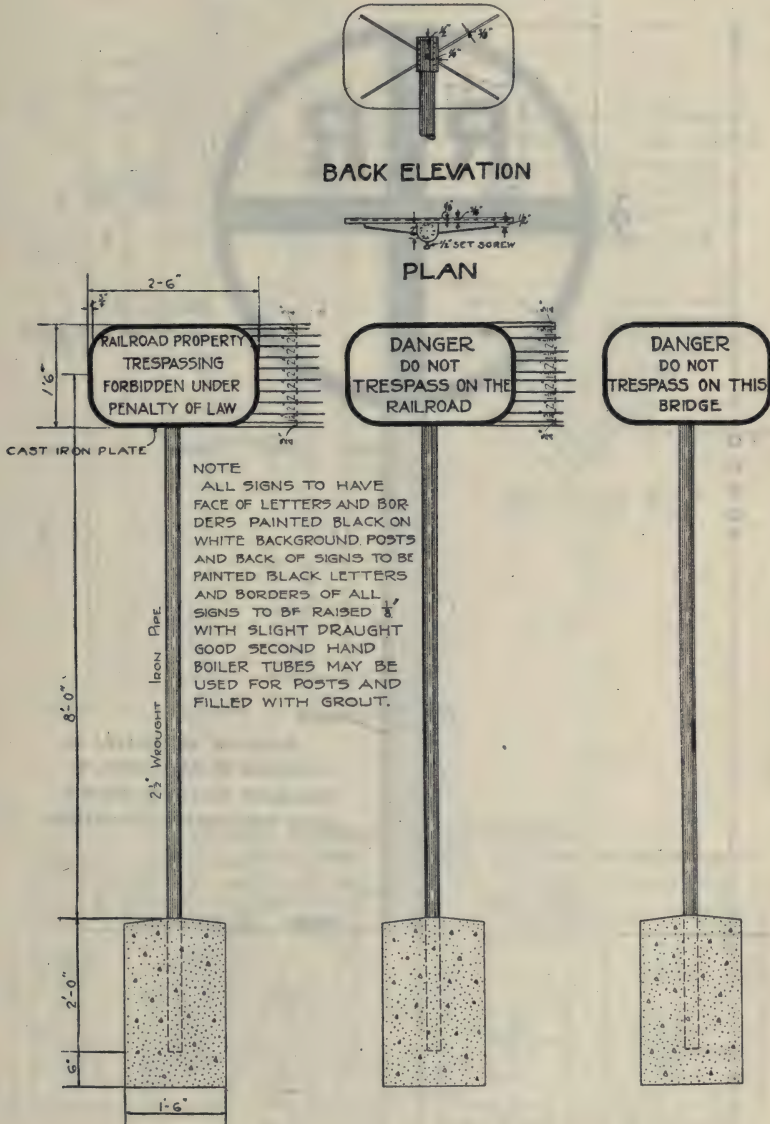 BACK ELEVATION
½" SET SCREW
PLAN
2'-6"
1'6"
RAILROAD PROPERTY
TRESPASSING
FORBIDDEN UNDER
PENALTY OF LAW
DANGER
DO NOT
TRESPASS ON THE
RAILROAD
DANGER
DO NOT
TRESPASS ON THIS
BRIDGE
CAST IRON PLATE
NOTE
ALL SIGNS TO HAVE
FACE OF LETTERS AND BOR-
DERS PAINTED BLACK ON
WHITE BACKGROUND. POSTS
AND BACK OF SIGNS TO BE
PAINTED BLACK LETTERS
AND BORDERS OF ALL
SIGNS TO BE RAISED ⅛"
WITH SLIGHT DRAUGHT
GOOD SECOND HAND
BOILER TUBES MAY BE
USED FOR POSTS AND
FILLED WITH GROUT.
2½" WROUGHT IRON PIPE
8'-0"
2'-0"
6"
1'-6"